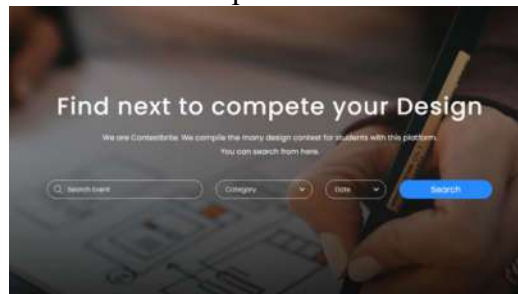 Find next to compete your Design
We are Contestbrite. We compile the many design contest for students with this platform.
You can search from here.
Search Event
Category
Date
Search